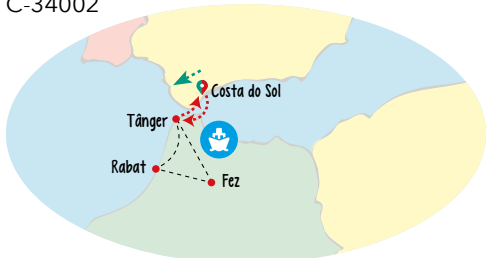 C-34002
Costa do Sol
Tânger
Rabat
Fez